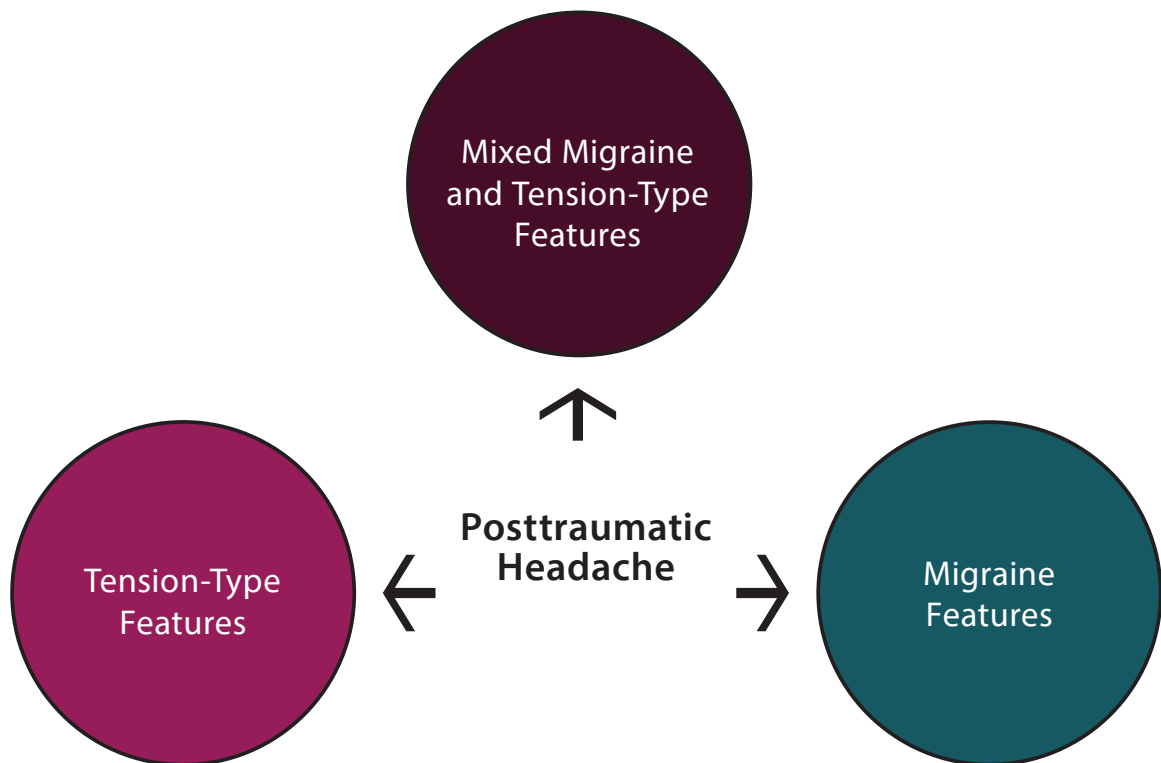 Mixed Migraine
and Tension-Type
Features
Posttraumatic
Headache
Tension-Type
Features
Migraine
Features